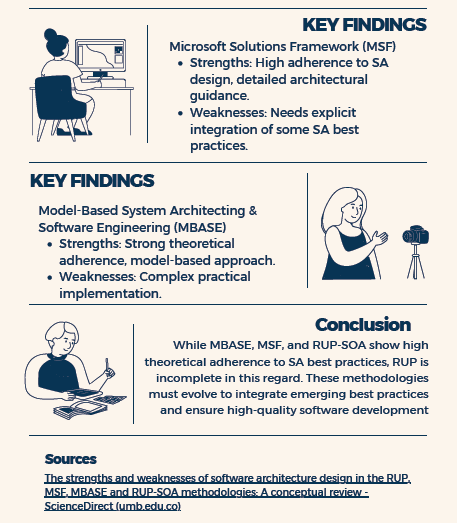 KEY FINDINGS
Microsoft Solutions Framework (MSF)
• Strengths: High adherence to SA
design, detailed architectural
guidance.
• Weaknesses: Needs explicit
integration of some SA best
practices.
KEY FINDINGS
Model-Based System Architecting &
Software Engineering (MBASE)
• Strengths: Strong theoretical
adherence, model-based approach.
• Weaknesses: Complex practical
implementation.
Conclusion
While MBASE, MSF, and RUP-SOA show high
theoretical adherence to SA best practices, RUP is
incomplete in this regard. These methodologies
must evolve to integrate emerging best practices
and ensure high-quality software development
Sources
The strengths and weaknesses of software architecture design in the RUP,
MSF, MBASE and RUP-SOA methodologies: A conceptual review -
ScienceDirect (umb.edu.co)